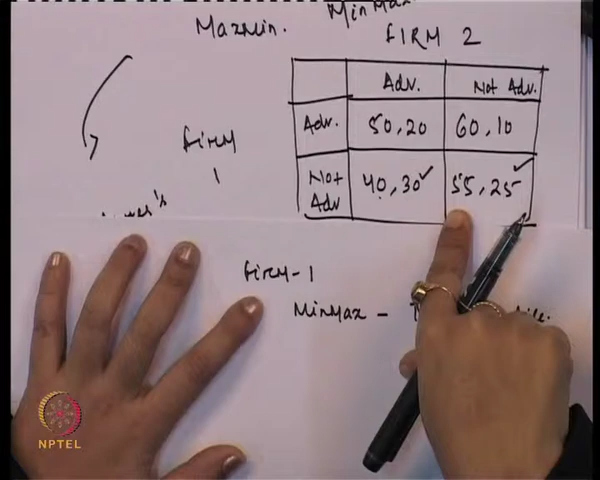 MaxMin. MinMax
FIRM 2
Adv. Not Adv.
Adv. 50,20 60,10
Firm
1
Not
Adv 40,30✓ 55,25✓
Firm-1
MinMax -
NPTEL